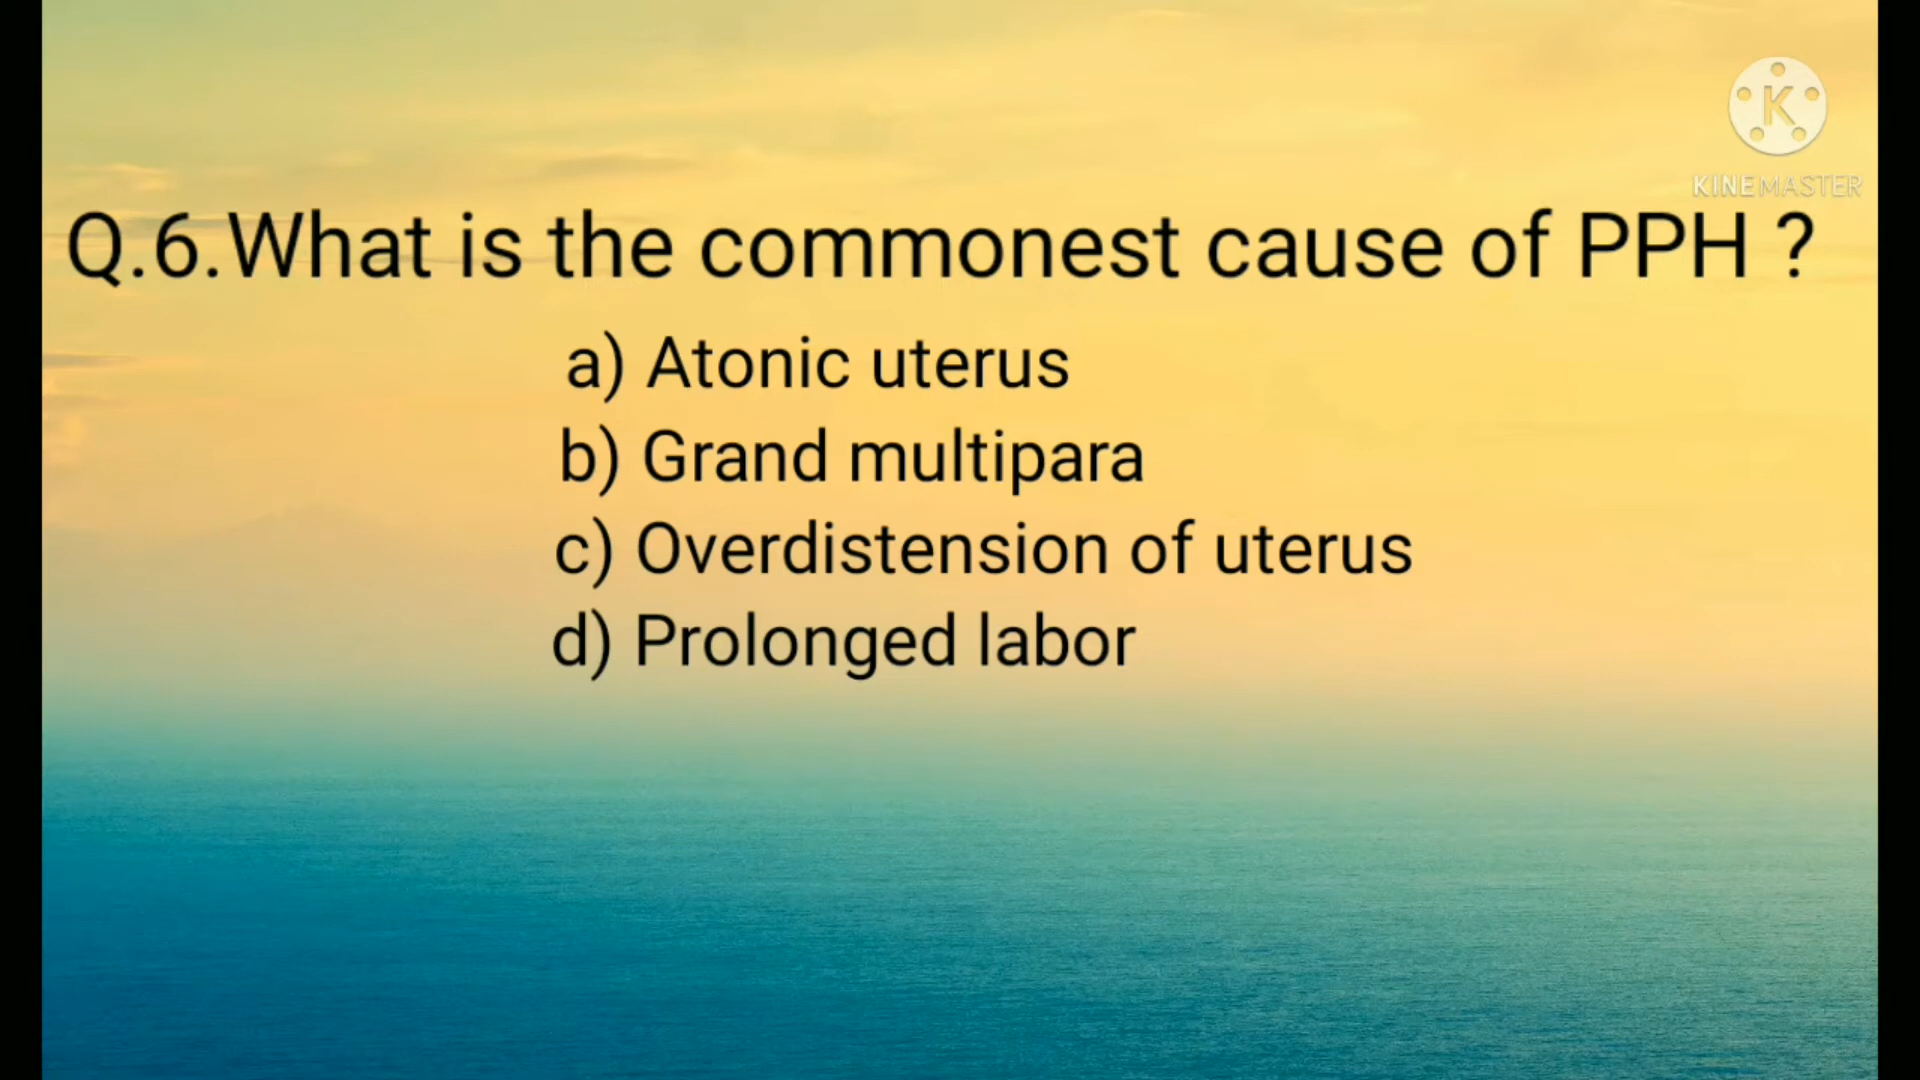 KINEMASTER
Q.6.What is the commonest cause of PPH ?
a) Atonic uterus
b) Grand multipara
c) Overdistension of uterus
d) Prolonged labor